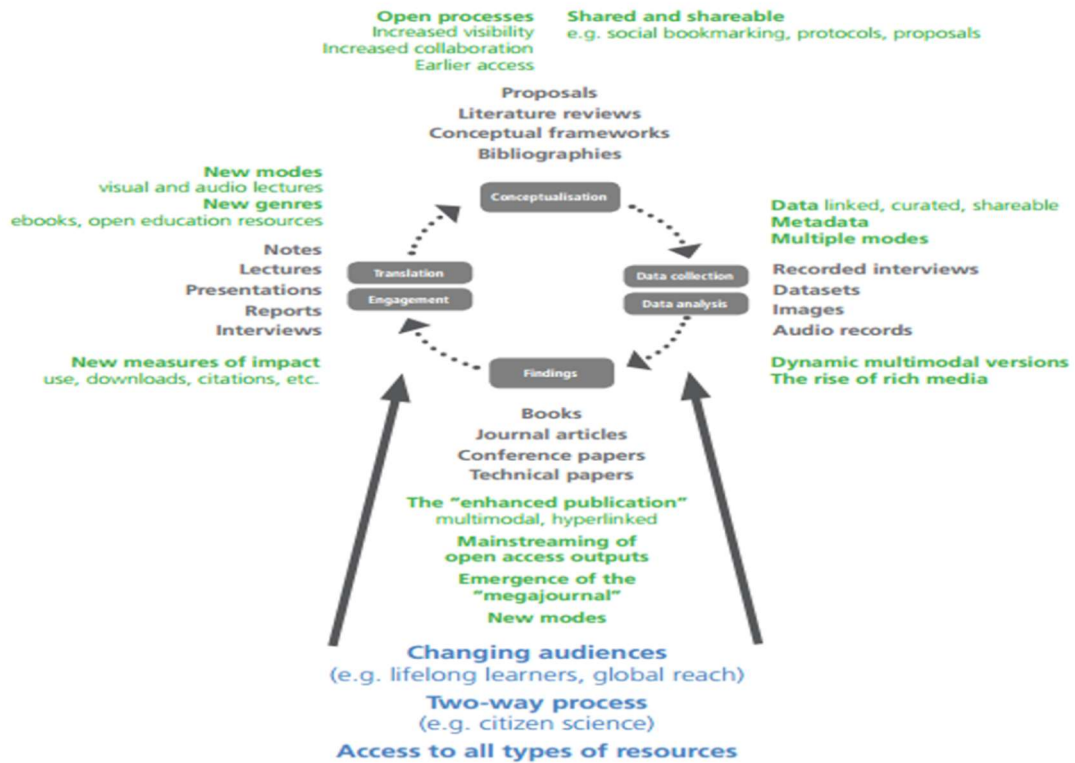 Open processes
Increased visibility
Increased collaboration
Earlier access
Shared and shareable
e.g. social bookmarking, protocols, proposals
Proposals
Literature reviews
Conceptual frameworks
Bibliographies
Conceptualisation
New modes
visual and audio lectures
New genres
ebooks, open education resources
Notes
Lectures
Presentations
Reports
Interviews
New measures of impact
use, downloads, citations, etc.
Translation
Engagement
Data collection
Data analysis
Data linked, curated, shareable
Metadata
Multiple modes
Recorded interviews
Datasets
Images
Audio records
Dynamic multimodal versions
The rise of rich media
Findings
Books
Journal articles
Conference papers
Technical papers
The "enhanced publication"
multimodal, hyperlinked
Mainstreaming of
open access outputs
Emergence of the
"megajournal"
New modes
Changing audiences
(e.g. lifelong learners, global reach)
Two-way process
(e.g. citizen science)
Access to all types of resources